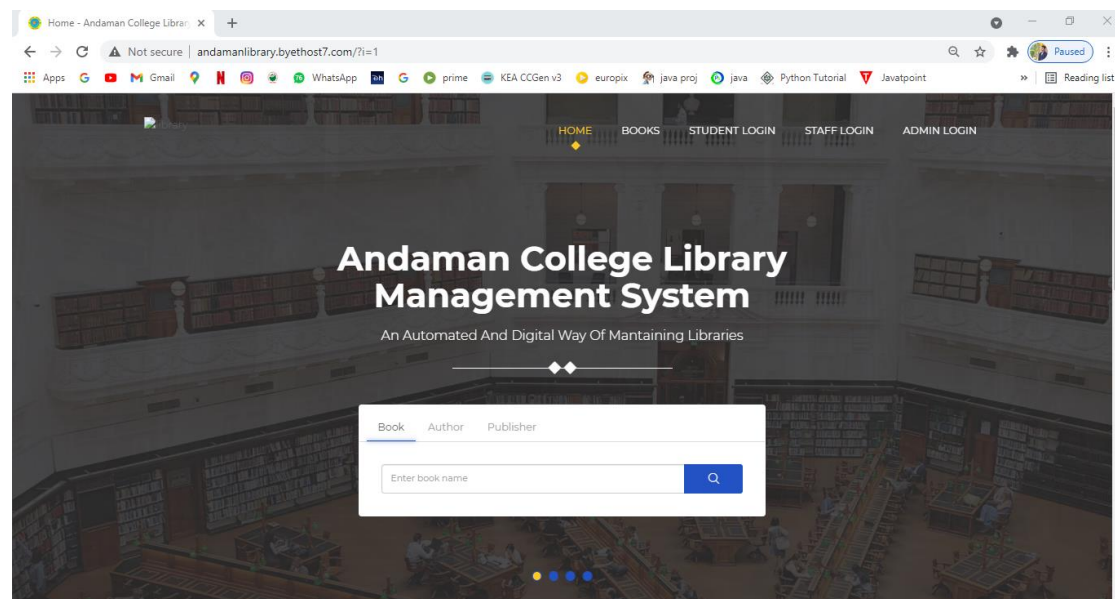 Home - Andaman College Librar
Not secure | andamanlibrary.byethost7.com/?i=1
Paused
Apps Gmail WhatsApp prime KEA CCGen v3 europix java proj java Python Tutorial Javatpoint » Reading list
library
HOME BOOKS STUDENT LOGIN STAFF LOGIN ADMIN LOGIN
Andaman College Library
Management System
An Automated And Digital Way Of Mantaining Libraries
Book Author Publisher
Enter book name